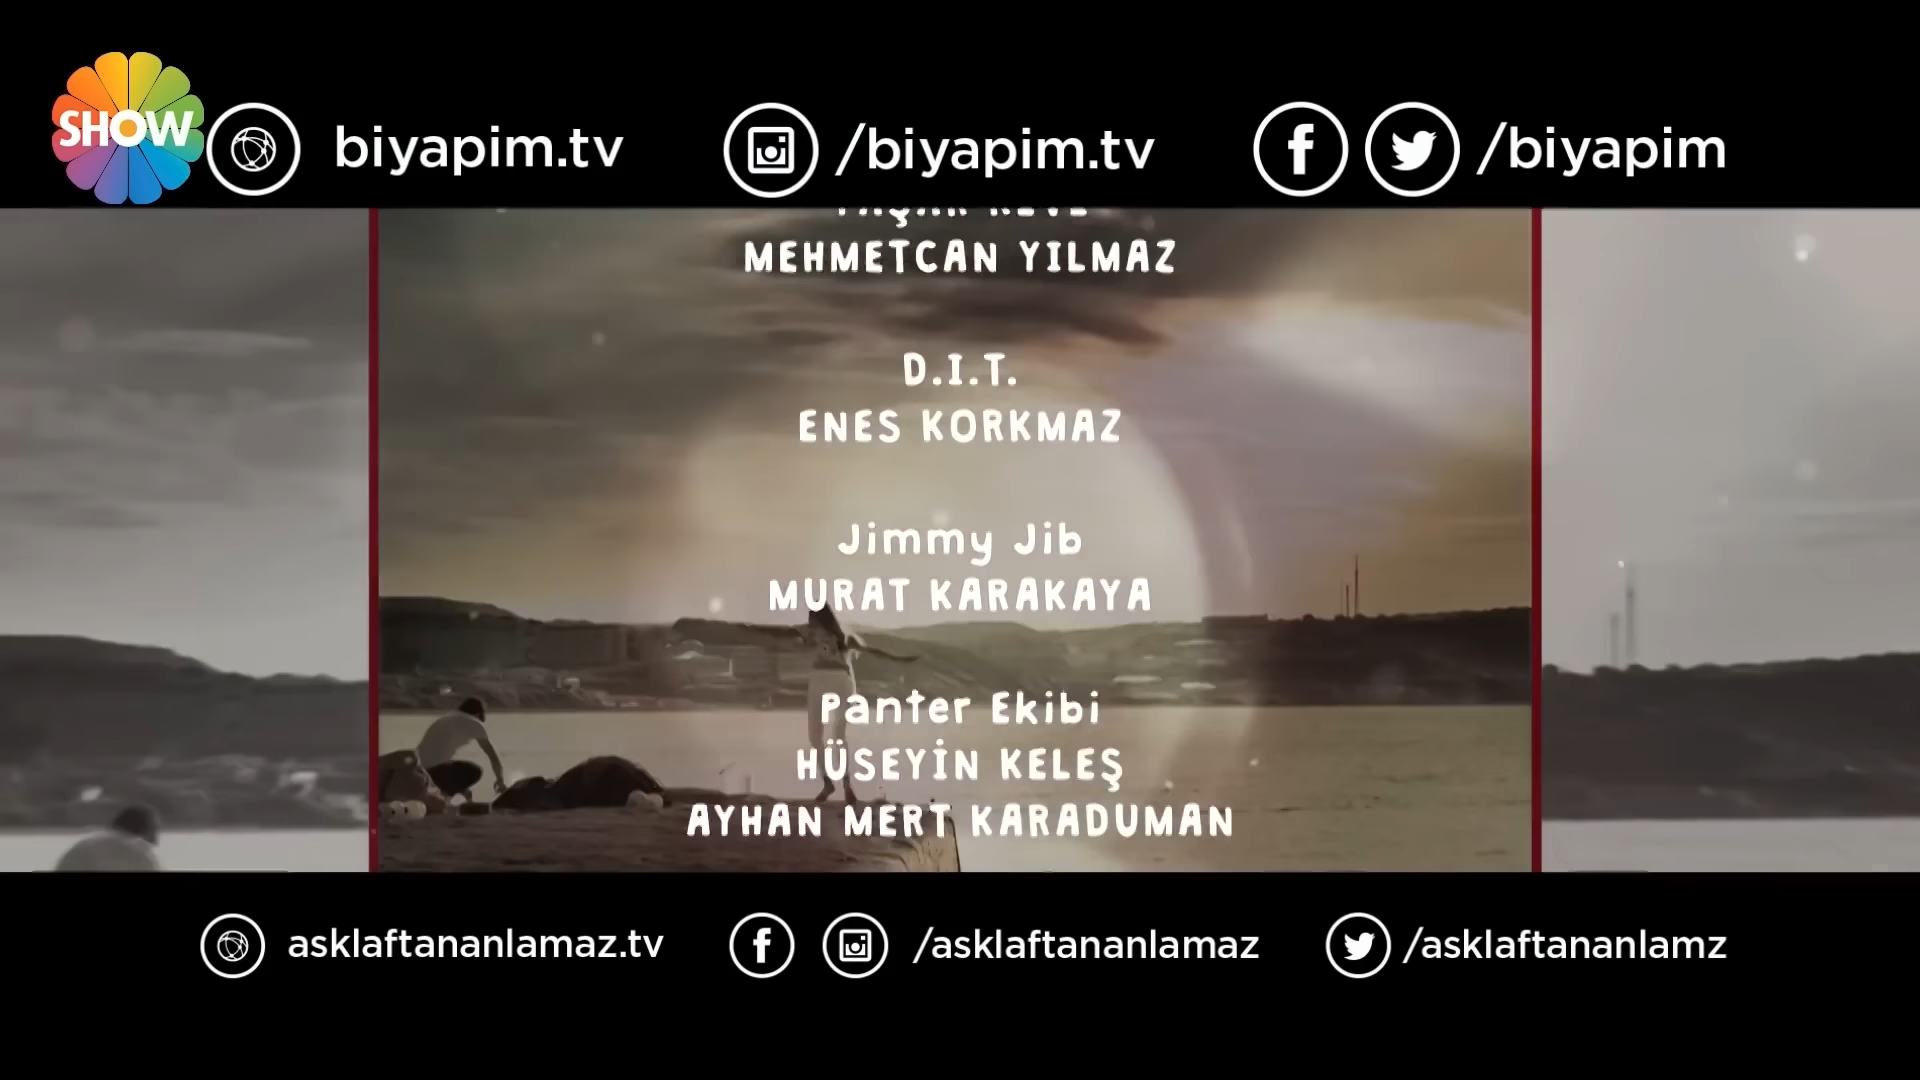 SHOW
biyapim.tv
/biyapim.tv
/biyapim
MEHMETCAN YILMAZ
D.I.T.
ENES KORKMAZ
Jimmy Jib
MURAT KARAKAYA
Panter Ekibi
HÜSEYİN KELEŞ
AYHAN MERT KARADUMAN
asklaftananlamaz.tv
/asklaftananlamaz
/asklaftananlamz